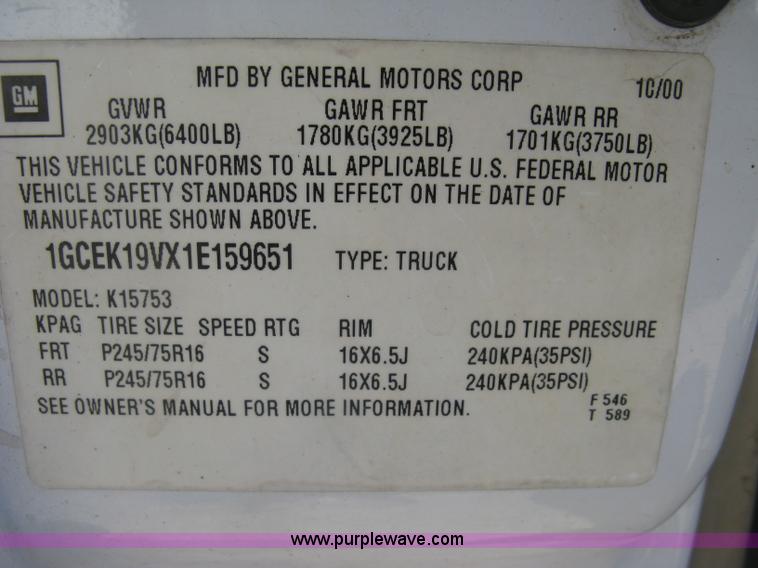 MFD BY GENERAL MOTORS CORP 10/00
GM
GVWR GAWR FRT GAWR RR
2903KG(6400LB) 1780KG(3925LB) 1701KG(3750LB)
THIS VEHICLE CONFORMS TO ALL APPLICABLE U.S. FEDERAL MOTOR
VEHICLE SAFETY STANDARDS IN EFFECT ON THE DATE OF
MANUFACTURE SHOWN ABOVE.
1GCEK19VX1E159651 TYPE: TRUCK
MODEL: K15753
KPAG TIRE SIZE SPEED RTG RIM COLD TIRE PRESSURE
FRT P245/75R16 S 16X6.5J 240KPA(35PSI)
RR P245/75R16 S 16X6.5J 240KPA(35PSI)
SEE OWNER'S MANUAL FOR MORE INFORMATION. F 546
T 589
www.purplewave.com